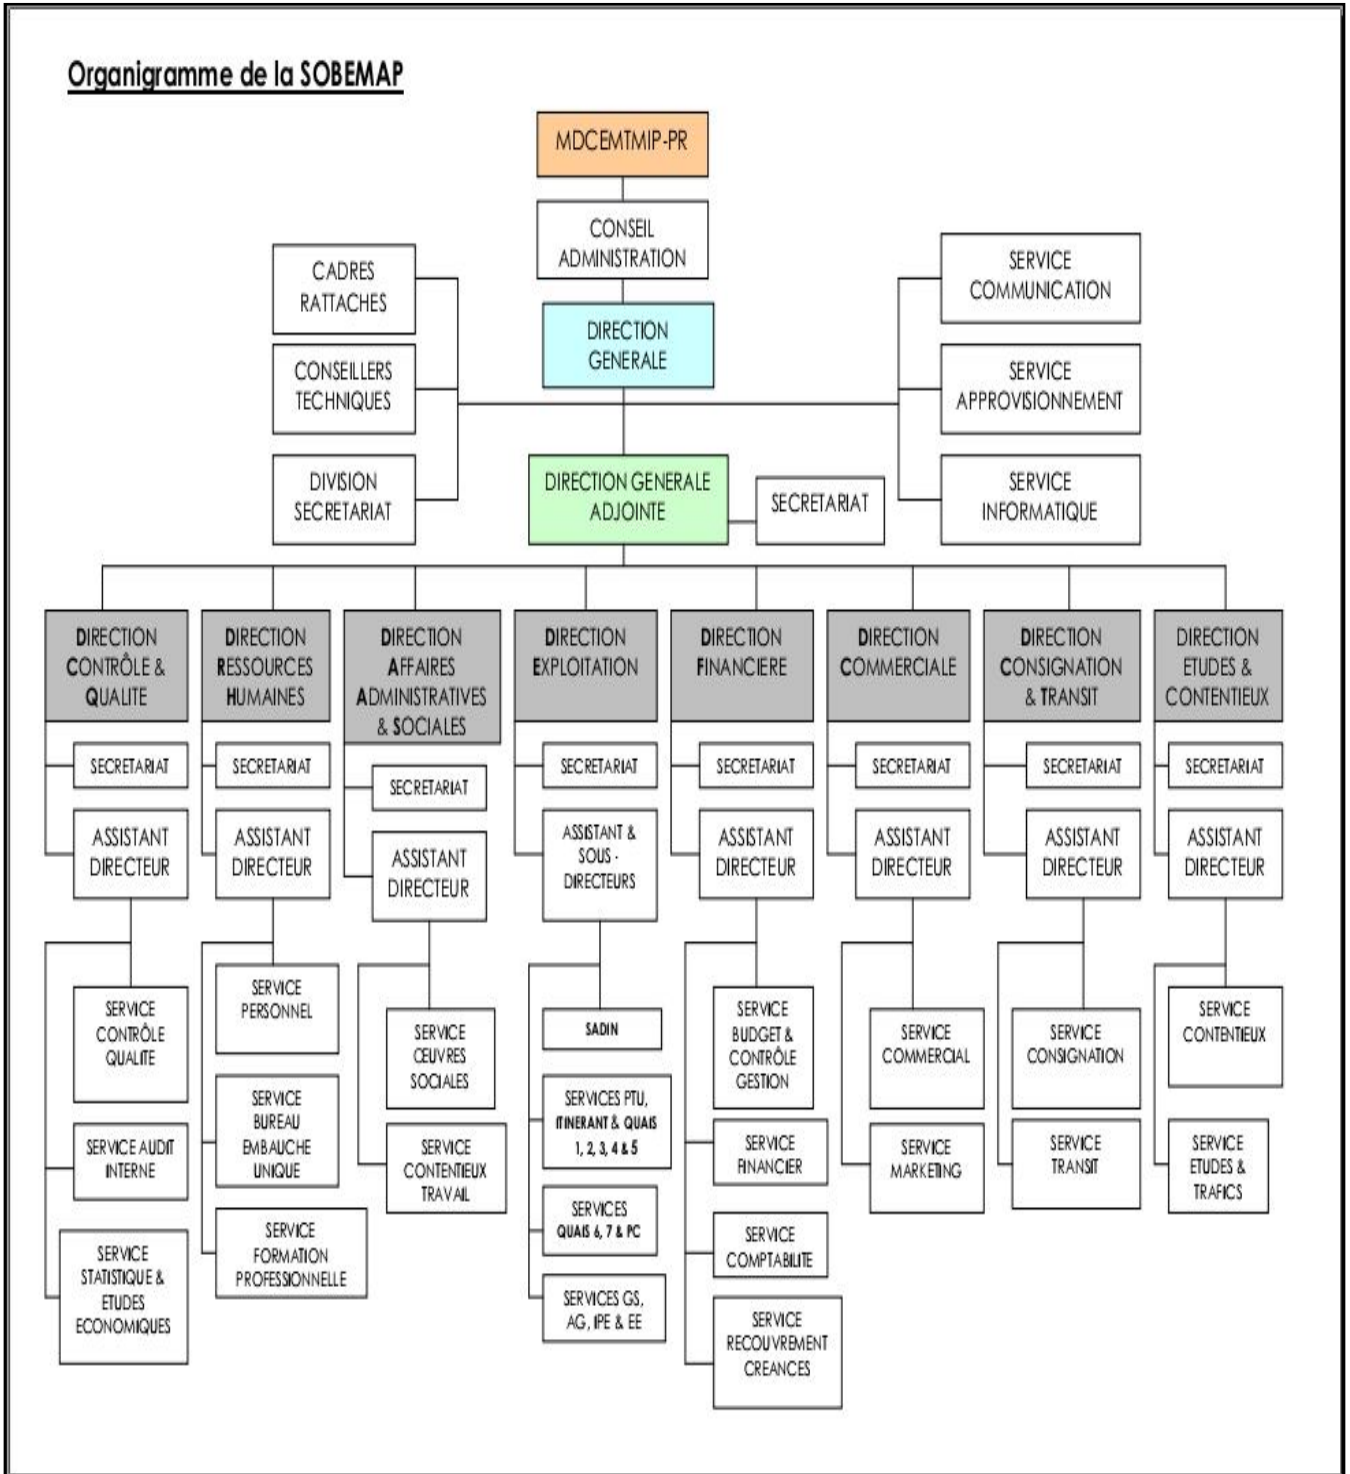 Organigramme de la SOBEMAP
MDCEMTMIP-PR
CONSEIL
ADMINISTRATION
DIRECTION
GENERALE
CADRES
RATTACHES
CONSEILLERS
TECHNIQUES
DIVISION
SECRETARIAT
SERVICE
COMMUNICATION
SERVICE
APPROVISIONNEMENT
SERVICE
INFORMATIQUE
DIRECTION GENERALE
ADJOINTE
SECRETARIAT
DIRECTION
CONTRÔLE &
QUALITE
SECRETARIAT
ASSISTANT
DIRECTEUR
SERVICE
CONTRÔLE
QUALITE
SERVICE AUDIT
INTERNE
SERVICE
STATISTIQUE &
ETUDES
ECONOMIQUES
DIRECTION
RESSOURCES
HUMAINES
SECRETARIAT
ASSISTANT
DIRECTEUR
SERVICE
PERSONNEL
SERVICE
BUREAU
EMBAUCHE
UNIQUE
SERVICE
FORMATION
PROFESSIONNELLE
DIRECTION
AFFAIRES
ADMINISTRATIVES
& SOCIALES
SECRETARIAT
ASSISTANT
DIRECTEUR
SERVICE
ŒUVRES
SOCIALES
SERVICE
CONTENTIEUX
TRAVAIL
DIRECTION
EXPLOITATION
SECRETARIAT
ASSISTANT &
SOUS -
DIRECTEURS
SADIN
SERVICES PTU,
ITINERANT & QUAIS
1, 2, 3, 4 & 5
SERVICES
QUAIS 6, 7 & PC
SERVICES GS,
AG, IPE & EE
DIRECTION
FINANCIERE
SECRETARIAT
ASSISTANT
DIRECTEUR
SERVICE
BUDGET &
CONTRÔLE
GESTION
SERVICE
FINANCIER
SERVICE
COMPTABILITE
SERVICE
RECOUVREMENT
CREANCES
DIRECTION
COMMERCIALE
SECRETARIAT
ASSISTANT
DIRECTEUR
SERVICE
COMMERCIAL
SERVICE
MARKETING
DIRECTION
CONSIGNATION
& TRANSIT
SECRETARIAT
ASSISTANT
DIRECTEUR
SERVICE
CONSIGNATION
SERVICE
TRANSIT
DIRECTION
ETUDES &
CONTENTIEUX
SECRETARIAT
ASSISTANT
DIRECTEUR
SERVICE
CONTENTIEUX
SERVICE
ETUDES &
TRAFICS